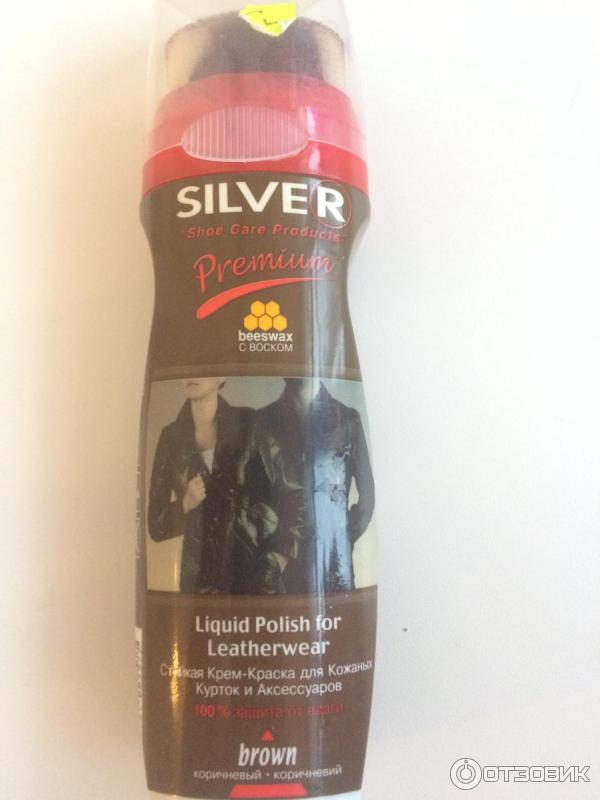 SILVER
Shoe Care Products
Premium
beeswax
С ВОСКОМ
Liquid Polish for
Leatherwear
Стойкая Крем-Краска для Кожаных
Курток и Аксессуаров
100% защита от влаги
brown
коричневый • коричневий
ОТЗОВИК